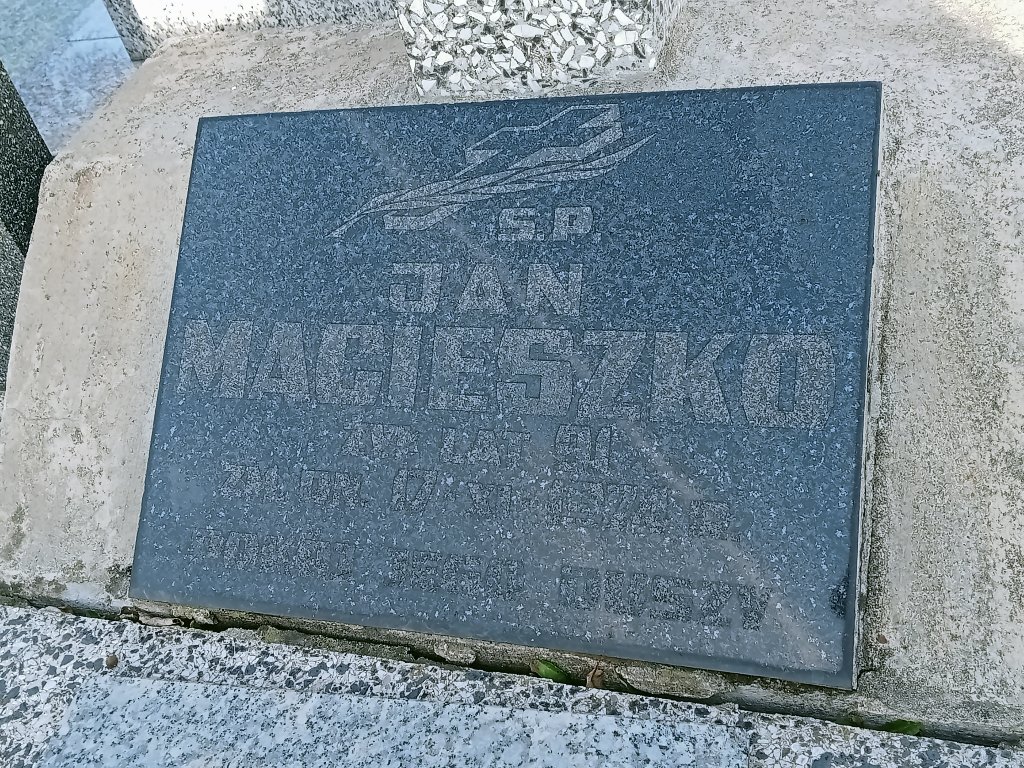 Ś.P.
JAN
MACIESZKO
ŻYŁ LAT 91
ZM. DN. 17 XI
POKÓJ JEGO DUSZY